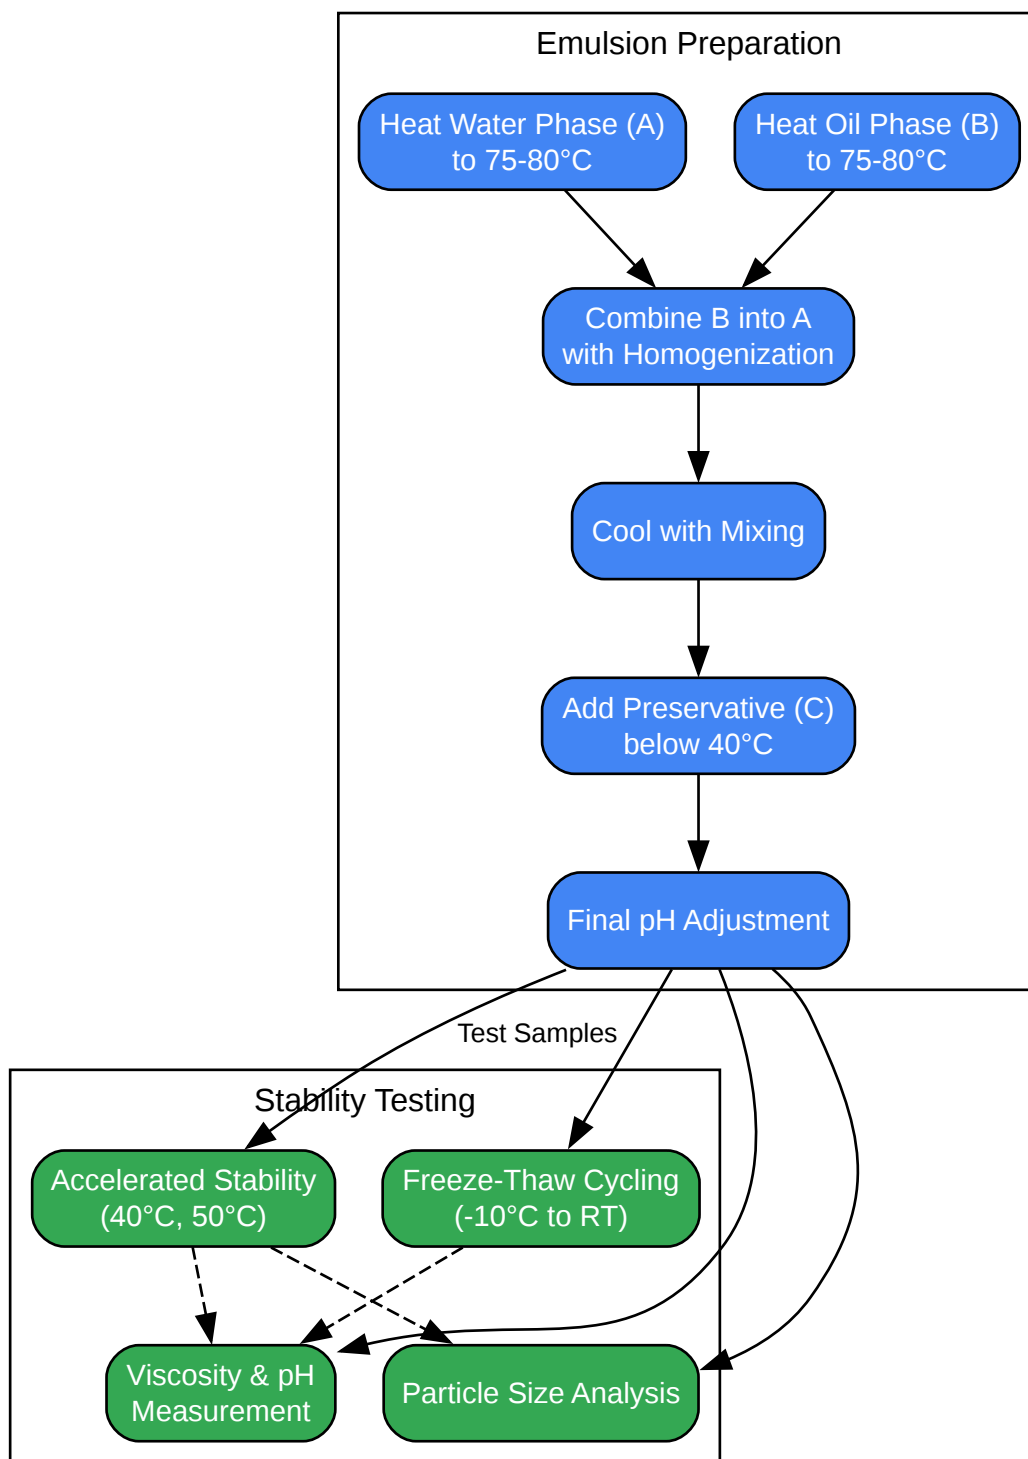 Emulsion Preparation
Heat Water Phase (A)
to 75-80°C
Heat Oil Phase (B)
to 75-80°C
Combine B into A
with Homogenization
Cool with Mixing
Add Preservative (C)
below 40°C
Final pH Adjustment
Test Samples
Stability Testing
Accelerated Stability
(40°C, 50°C)
Freeze-Thaw Cycling
(-10°C to RT)
Viscosity & pH
Measurement
Particle Size Analysis